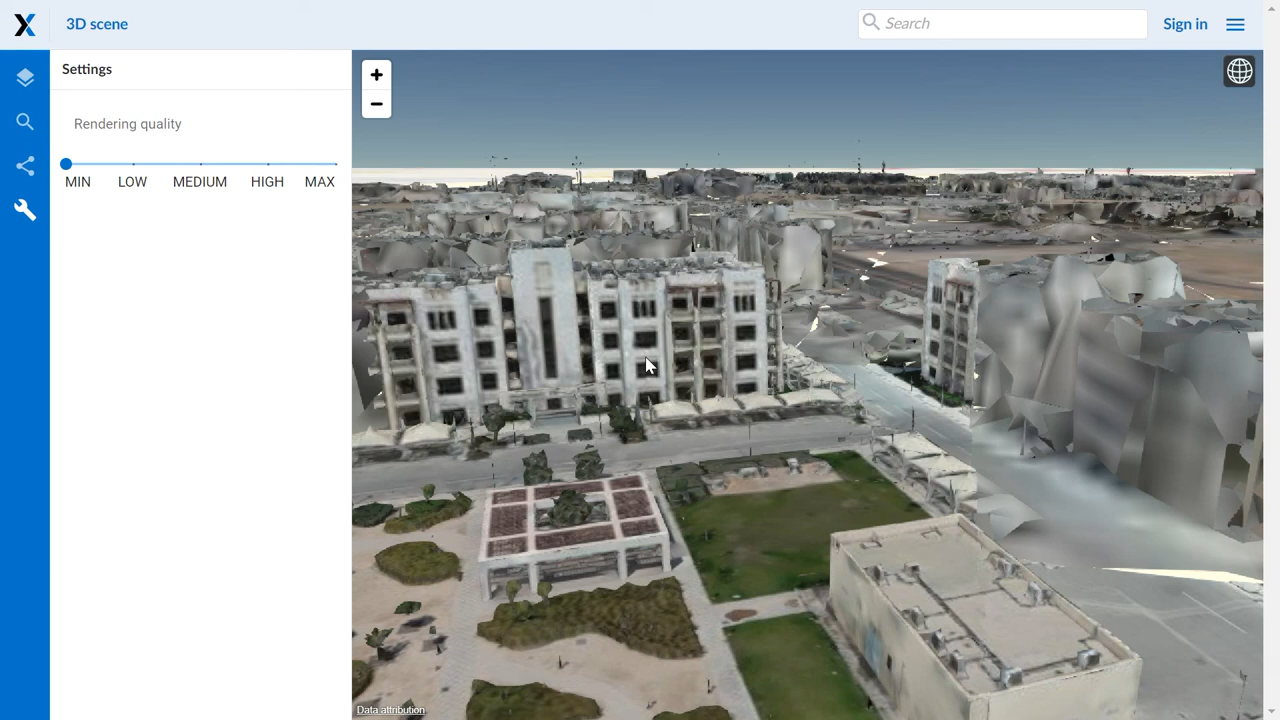 3D scene
Search
Sign in
Settings
Rendering quality
MIN LOW MEDIUM HIGH MAX
+
−
Data attribution